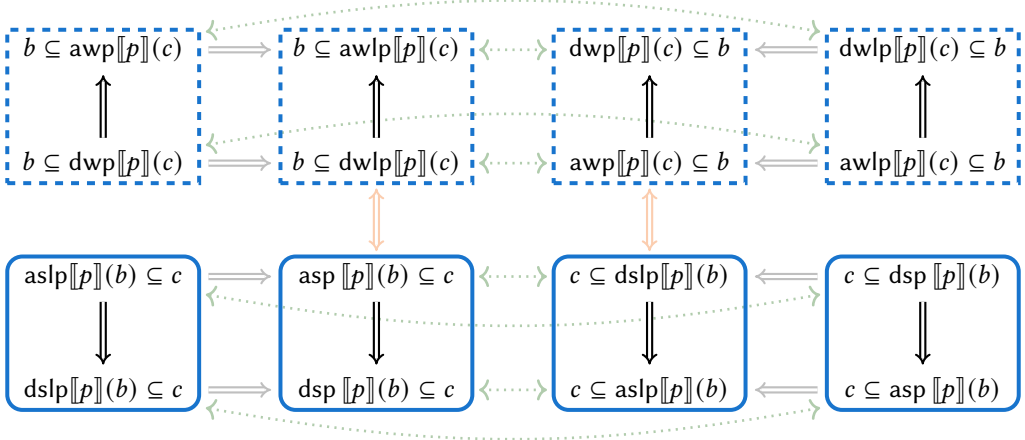 b ⊆ awp⟦p⟧(c) b ⊆ awlp⟦p⟧(c) dwp⟦p⟧(c) ⊆ b dwlp⟦p⟧(c) ⊆ b
b ⊆ dwp⟦p⟧(c) b ⊆ dwlp⟦p⟧(c) awp⟦p⟧(c) ⊆ b awlp⟦p⟧(c) ⊆ b
aslp⟦p⟧(b) ⊆ c asp ⟦p⟧(b) ⊆ c c ⊆ dslp⟦p⟧(b) c ⊆ dsp ⟦p⟧(b)
dslp⟦p⟧(b) ⊆ c dsp ⟦p⟧(b) ⊆ c c ⊆ aslp⟦p⟧(b) c ⊆ asp ⟦p⟧(b)